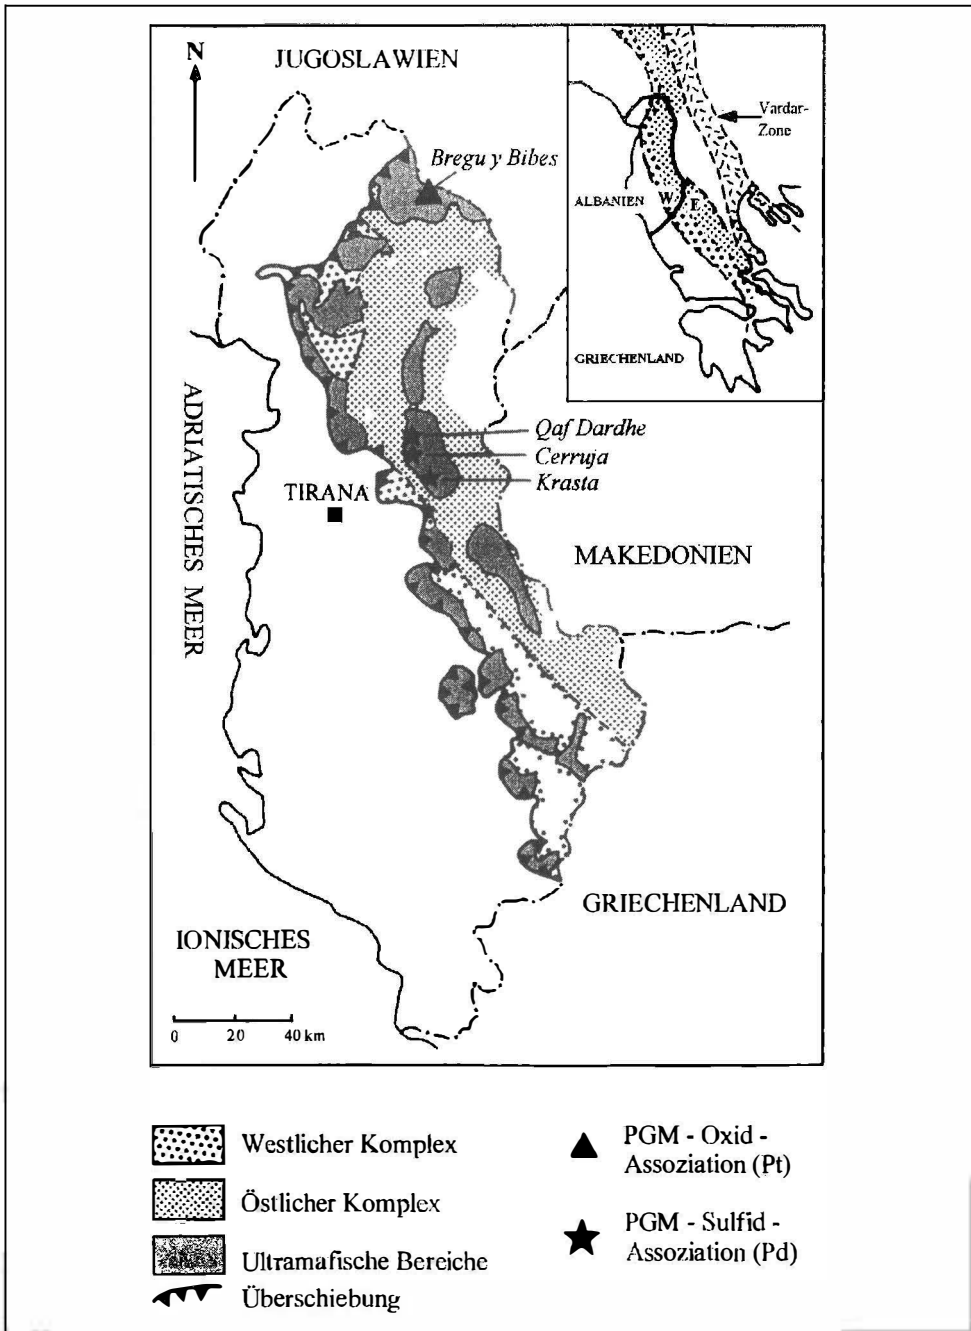 N
JUGOSLAWIEN
Bregu y Bibes
Vardar-
Zone
ALBANIEN
W
E
GRIECHENLAND
ADRIATISCHES MEER
Qaf Dardhe
Cerruja
Krasta
TIRANA
MAKEDONIEN
GRIECHENLAND
IONISCHES
MEER
0 20 40 km
Westlicher Komplex
Östlicher Komplex
Ultramafische Bereiche
Überschiebung
PGM - Oxid -
Assoziation (Pt)
PGM - Sulfid -
Assoziation (Pd)